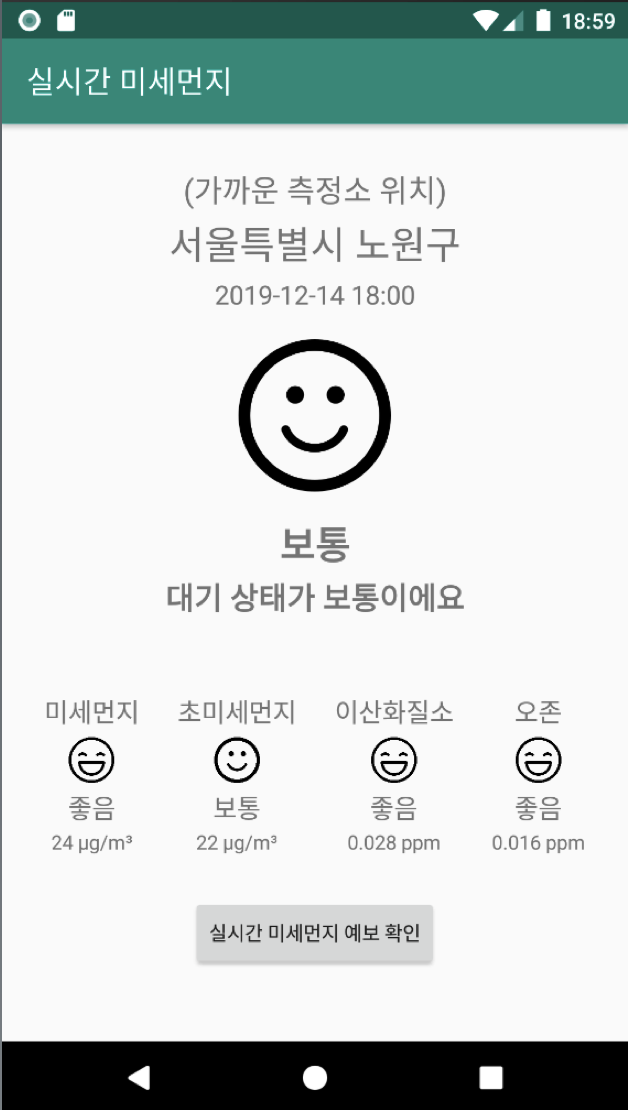 18:59
실시간 미세먼지
(가까운 측정소 위치)
서울특별시 노원구
2019-12-14 18:00
보통
대기 상태가 보통이에요
미세먼지 초미세먼지 이산화질소 오존
좋음 보통 좋음 좋음
24 μg/m³ 22 μg/m³ 0.028 ppm 0.016 ppm
실시간 미세먼지 예보 확인